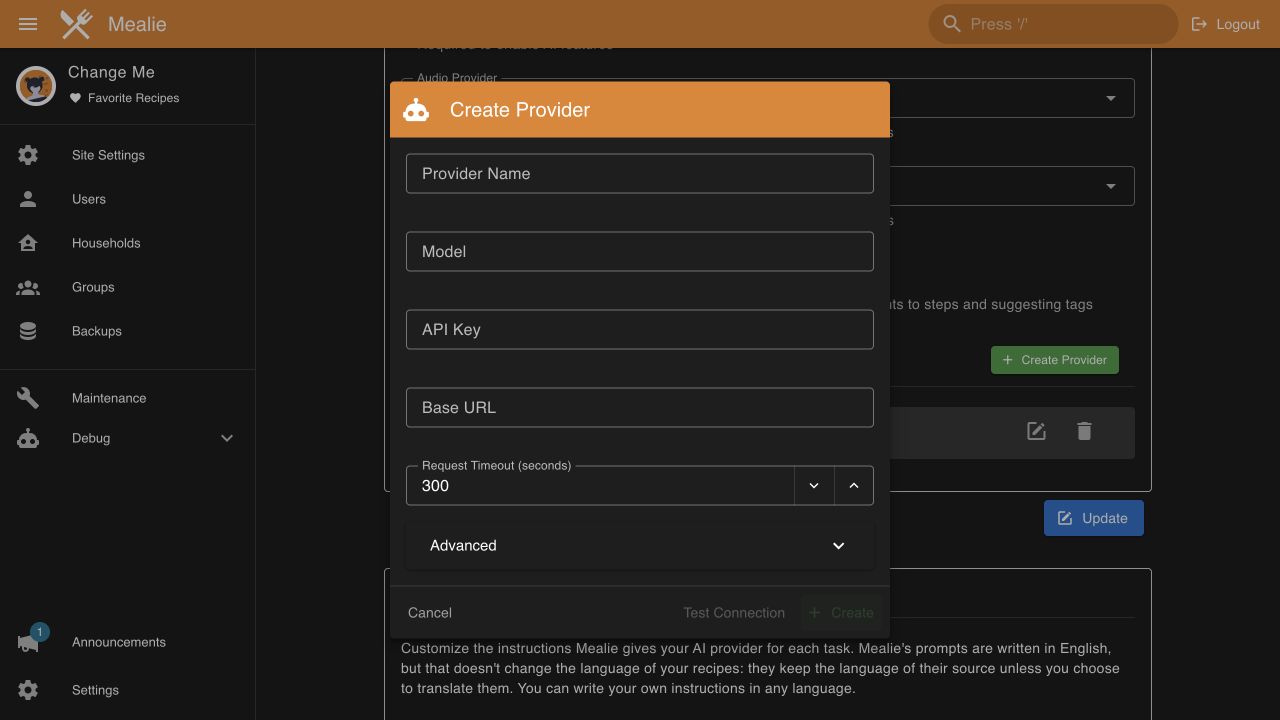 Mealie
Press '/'
Logout
Change Me
Favorite Recipes
Site Settings
Users
Households
Groups
Backups
Maintenance
Debug
1
Announcements
Settings
Audio Provider
Create Provider
Provider Name
Model
API Key
Base URL
Request Timeout (seconds)
300
Advanced
Cancel
Test Connection
Create
to steps and suggesting tags
Create Provider
Update
Customize the instructions Mealie gives your AI provider for each task. Mealie's prompts are written in English,
but that doesn't change the language of your recipes: they keep the language of their source unless you choose
to translate them. You can write your own instructions in any language.